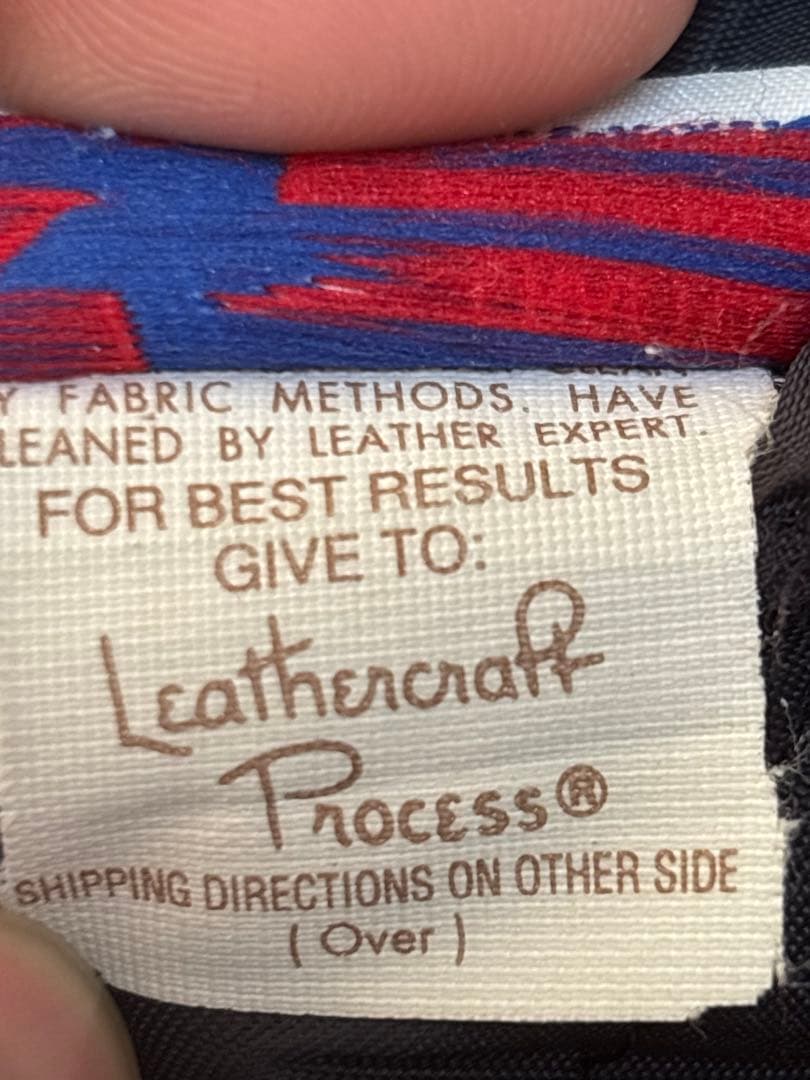 FABRIC METHODS. HAVE
LEANED BY LEATHER EXPERT.
FOR BEST RESULTS
GIVE TO:
Leathercraft
Process®
SHIPPING DIRECTIONS ON OTHER SIDE
( Over )